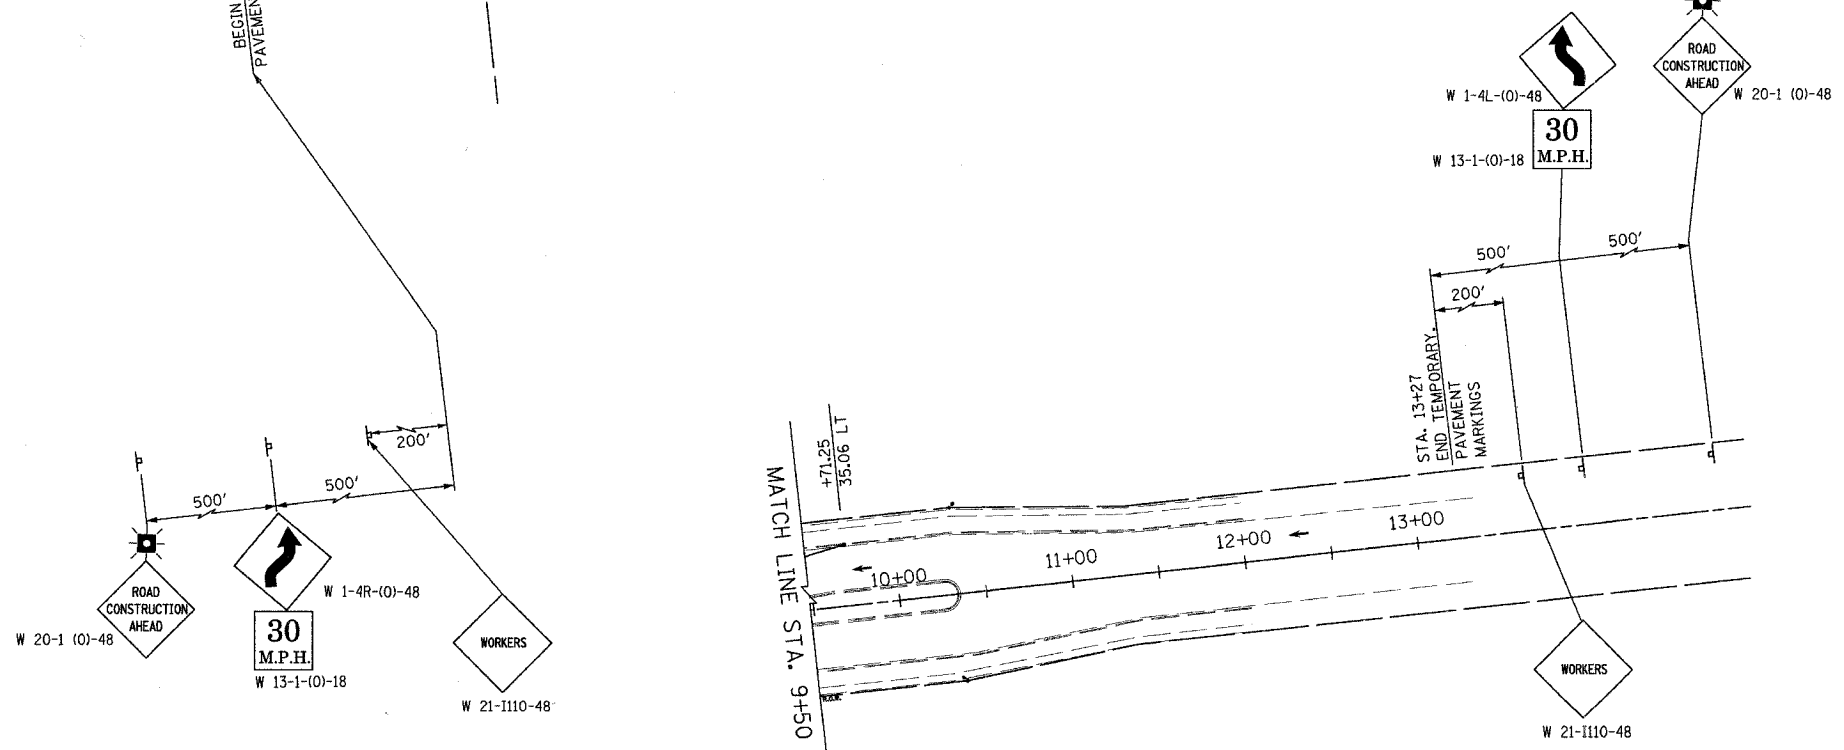 BEGIN
PAVEMEN
500'
500'
200'
ROAD
CONSTRUCTION
AHEAD
W 20-1 (0)-48
W 1-4R-(0)-48
30
M.P.H.
W 13-1-(0)-18
WORKERS
W 21-I110-48
MATCH LINE STA. 9+50
+71.25
35.06 LT
10+00
11+00
12+00
13+00
STA. 13+27
END TEMPORARY.
PAVEMENT
MARKINGS
200'
500'
500'
W 1-4L-(0)-48
30
M.P.H.
W 13-1-(0)-18
ROAD
CONSTRUCTION
AHEAD
W 20-1 (0)-48
WORKERS
W 21-I110-48